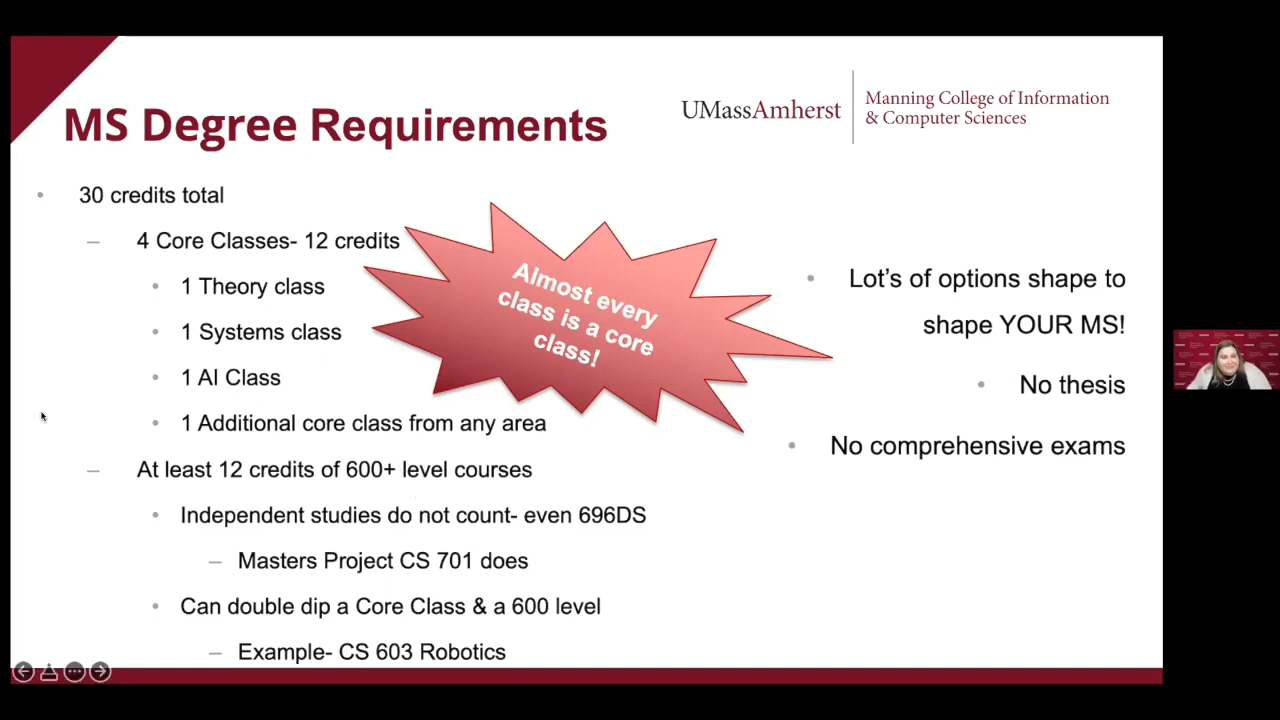 MS Degree Requirements
UMassAmherst
Manning College of Information
& Computer Sciences
30 credits total
4 Core Classes- 12 credits
1 Theory class
1 Systems class
1 AI Class
1 Additional core class from any area
At least 12 credits of 600+ level courses
Independent studies do not count- even 696DS
Masters Project CS 701 does
Can double dip a Core Class & a 600 level
Example- CS 603 Robotics
Almost every
class is a core
class!
Lot's of options shape to
shape YOUR MS!
No thesis
No comprehensive exams